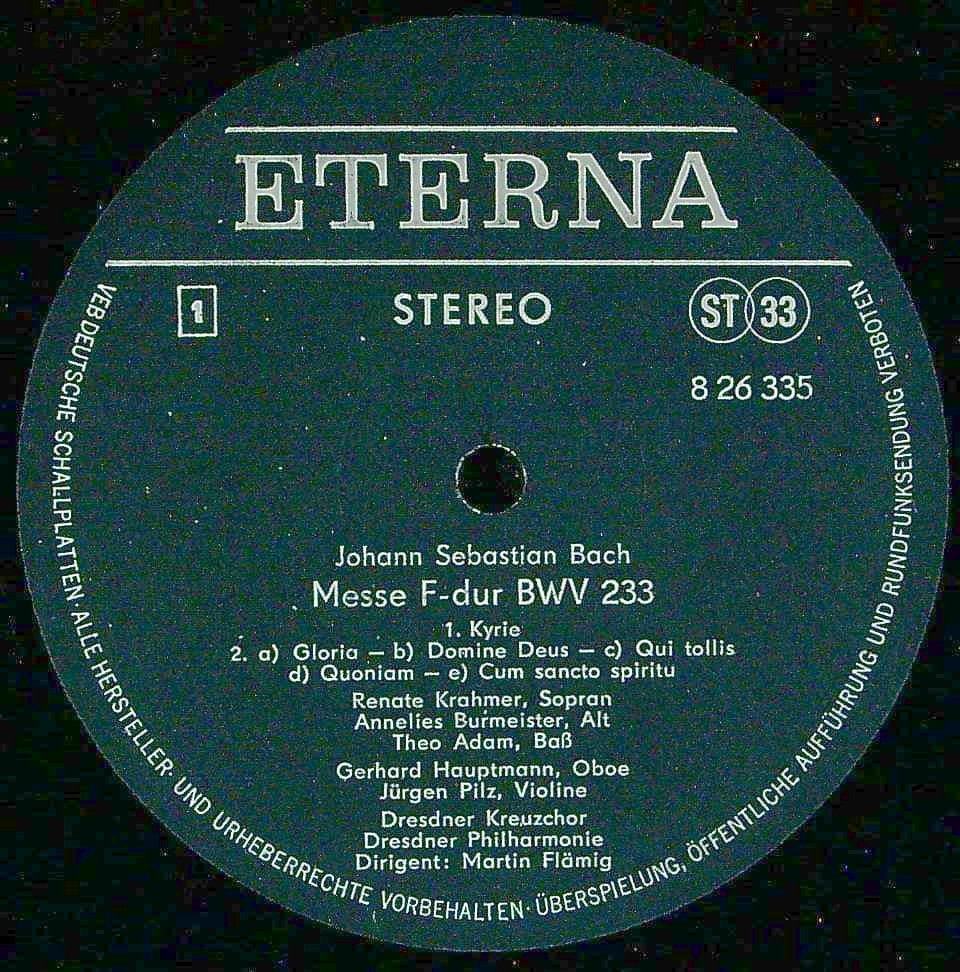 ETERNA
1
STEREO
ST 33
8 26 335
Johann Sebastian Bach
Messe F-dur BWV 233
1. Kyrie
2. a) Gloria – b) Domine Deus – c) Qui tollis
d) Quoniam – e) Cum sancto spiritu
Renate Krahmer, Sopran
Annelies Burmeister, Alt
Theo Adam, Baß
Gerhard Hauptmann, Oboe
Jürgen Pilz, Violine
Dresdner Kreuzchor
Dresdner Philharmonie
Dirigent: Martin Flämig
VEB DEUTSCHE SCHALLPLATTEN · ALLE HERSTELLER- UND URHEBERRECHTE VORBEHALTEN · ÜBERSPIELUNG, ÖFFENTLICHE AUFFÜHRUNG UND RUNDFUNKSENDUNG VERBOTEN